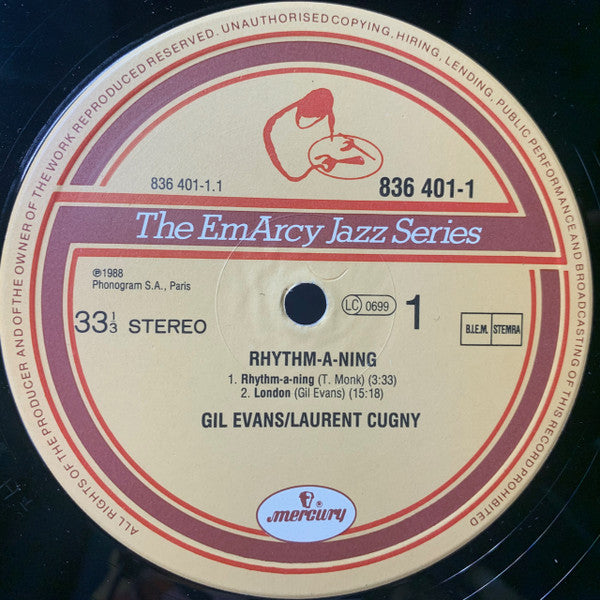 ALL RIGHTS OF THE PRODUCER AND OF THE OWNER OF THE WORK REPRODUCED RESERVED. UNAUTHORISED COPYING, HIRING, LENDING, PUBLIC PERFORMANCE AND BROADCASTING OF THIS RECORD PROHIBITED
836 401-1.1
836 401-1
The EmArcy Jazz Series
℗1988
Phonogram S.A., Paris
33⅓ STEREO
LC 0699
1
B.I.E.M. STEMRA
RHYTHM-A-NING
1. Rhythm-a-ning (T. Monk) (3:33)
2. London (Gil Evans) (15:18)
GIL EVANS/LAURENT CUGNY
mercury